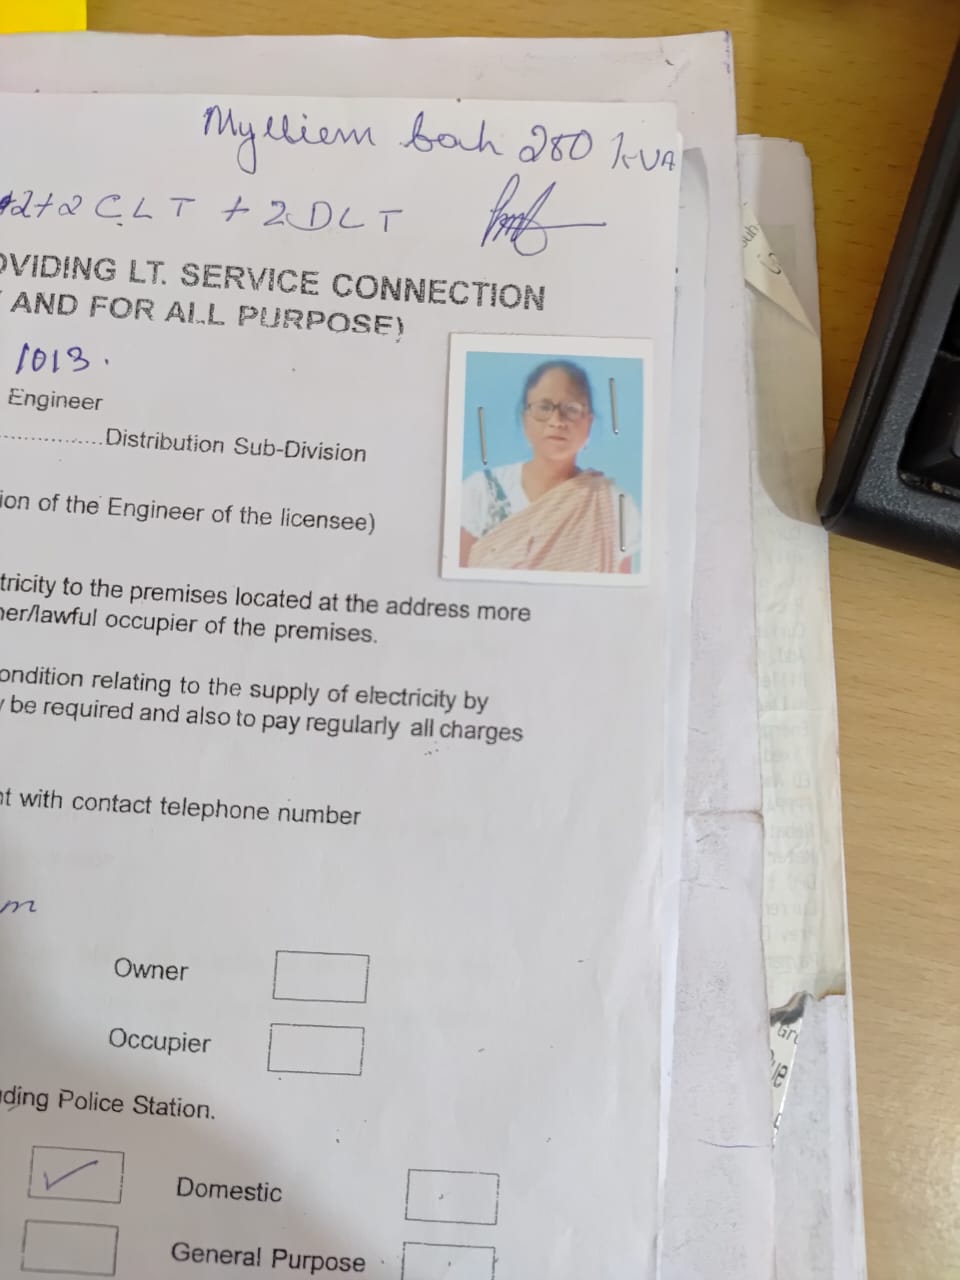 Mylliem bah 280 KVA
+2+2 CLT + 2 DLT
OVIDING LT. SERVICE CONNECTION
AND FOR ALL PURPOSE)
1013.
Engineer
................Distribution Sub-Division
ion of the Engineer of the licensee)
tricity to the premises located at the address more
ner/lawful occupier of the premises.
ondition relating to the supply of electricity by
y be required and also to pay regularly all charges
nt with contact telephone number
m
Owner
Occupier
ding Police Station.
Domestic
General Purpose